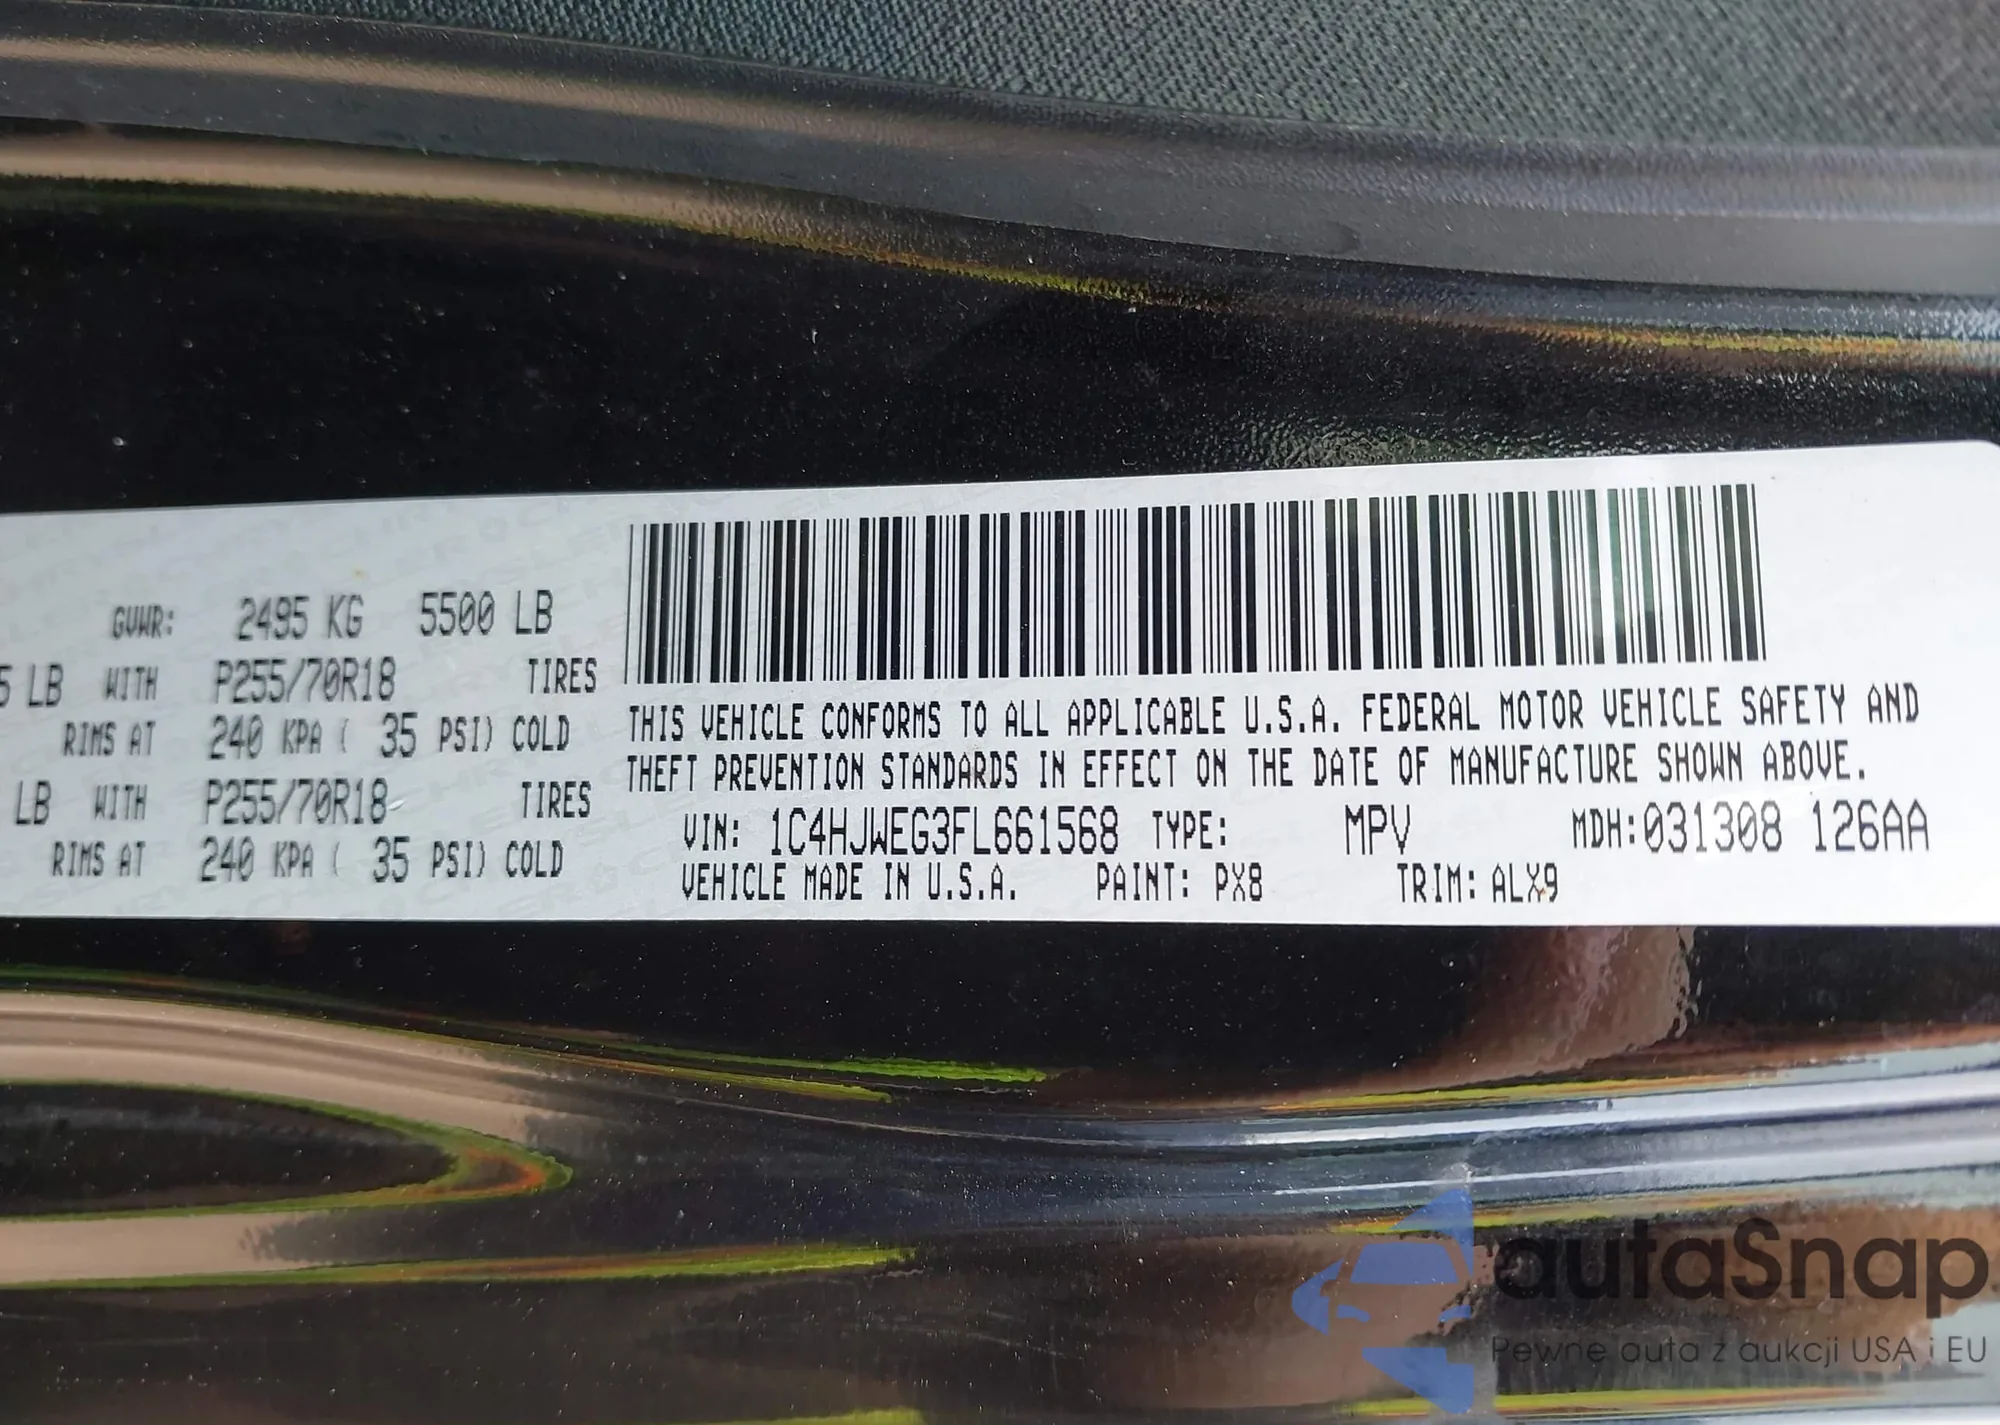 GVWR: 2495 KG 5500 LB
5 LB WITH P255/70R18 TIRES
RIMS AT 240 KPA ( 35 PSI) COLD
LB WITH P255/70R18 TIRES
RIMS AT 240 KPA ( 35 PSI) COLD
THIS VEHICLE CONFORMS TO ALL APPLICABLE U.S.A. FEDERAL MOTOR VEHICLE SAFETY AND
THEFT PREVENTION STANDARDS IN EFFECT ON THE DATE OF MANUFACTURE SHOWN ABOVE.
VIN: 1C4HJWEG3FL661568 TYPE: MPV MDH:031308 126AA
VEHICLE MADE IN U.S.A. PAINT: PX8 TRIM: ALX9
autaSnap
Pewne auta z aukcji USA i EU